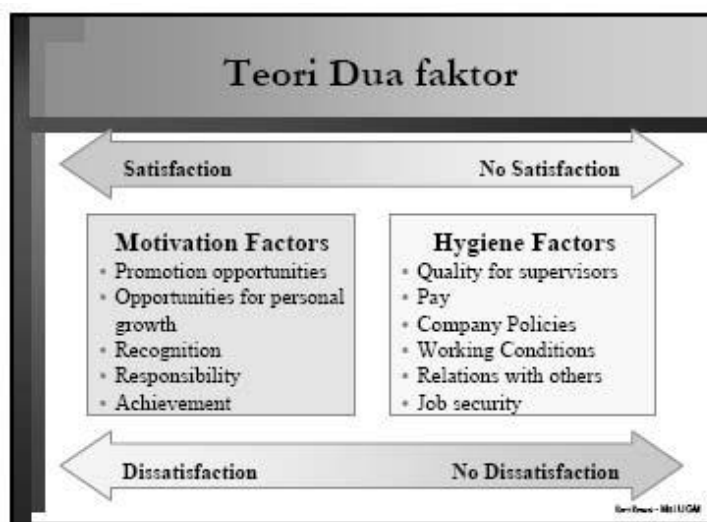 Teori Dua faktor
Satisfaction No Satisfaction
Motivation Factors
• Promotion opportunities
• Opportunities for personal
growth
• Recognition
• Responsibility
• Achievement
Hygiene Factors
• Quality for supervisors
• Pay
• Company Policies
• Working Conditions
• Relations with others
• Job security
Dissatisfaction No Dissatisfaction
UGM